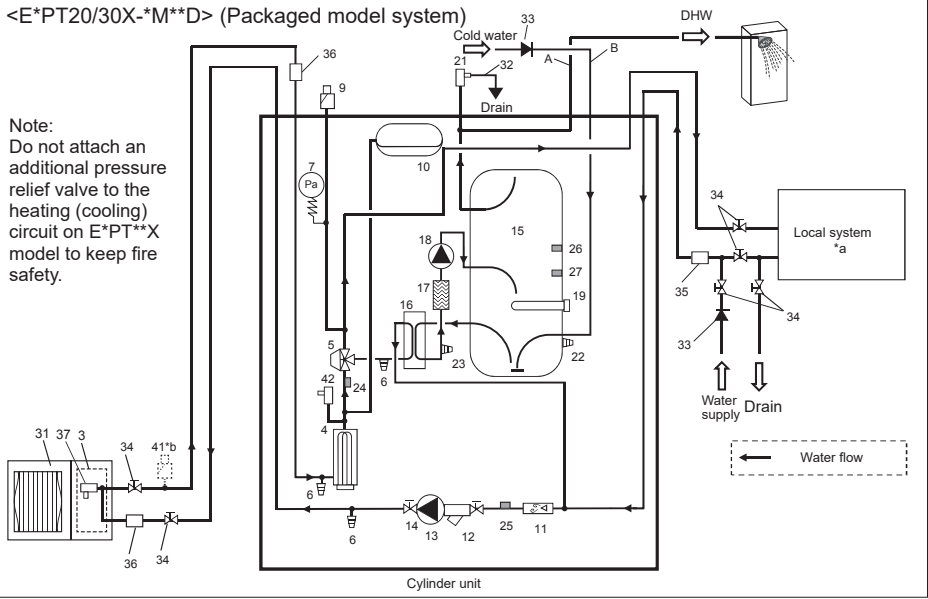 <E*PT20/30X-*M**D> (Packaged model system)
33
DHW
Cold water
B
A
36
21
32
9
Drain
Note:
Do not attach an
additional pressure
relief valve to the
heating (cooling)
circuit on E*PT**X
model to keep fire
safety.
7
Pa
10
34
15
18
26
Local system
*a
27
17
19
35
16
34
5
33
22
23
6
42
24
Water
supply
Drain
4
31
37
3
34
41*b
Water flow
6
14
13
12
25
11
6
36
34
Cylinder unit